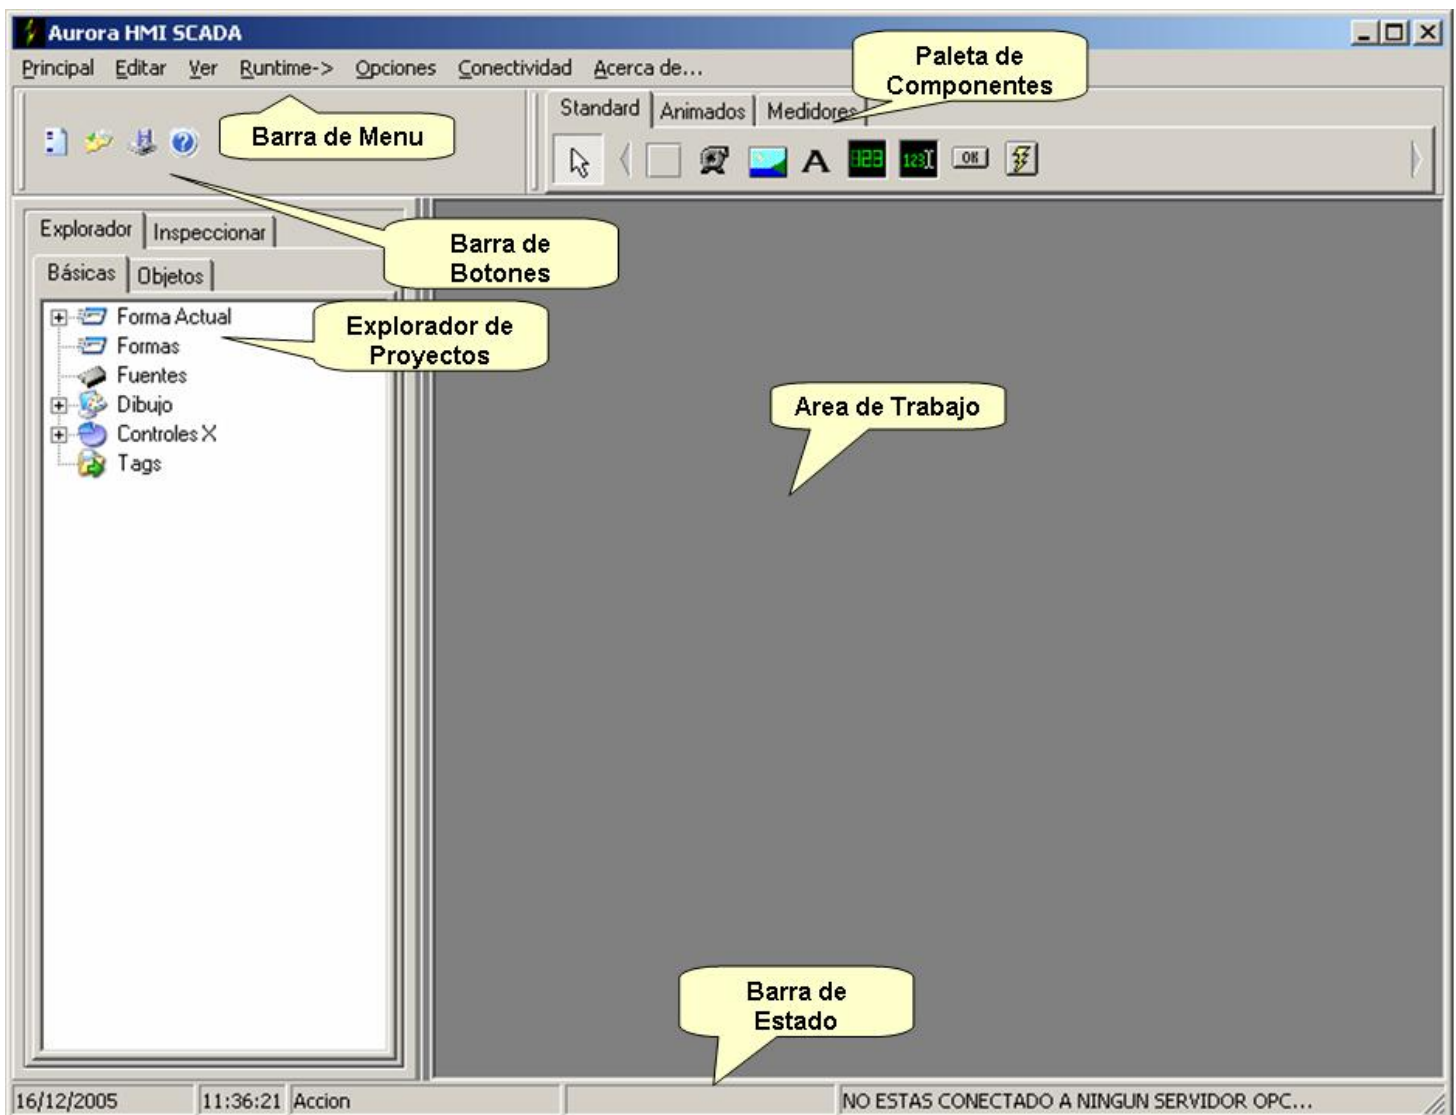 Aurora HMI SCADA
Principal Editar Ver Runtime-> Opciones Conectividad Acerca de...
Paleta de
Componentes
Barra de Menu
Standard Animados Medidores
A 123 123 OK
Explorador Inspeccionar
Barra de
Botones
Básicas Objetos
Forma Actual
Formas
Fuentes
Dibujo
Controles X
Tags
Explorador de
Proyectos
Area de Trabajo
Barra de
Estado
16/12/2005 11:36:21 Accion NO ESTAS CONECTADO A NINGUN SERVIDOR OPC...